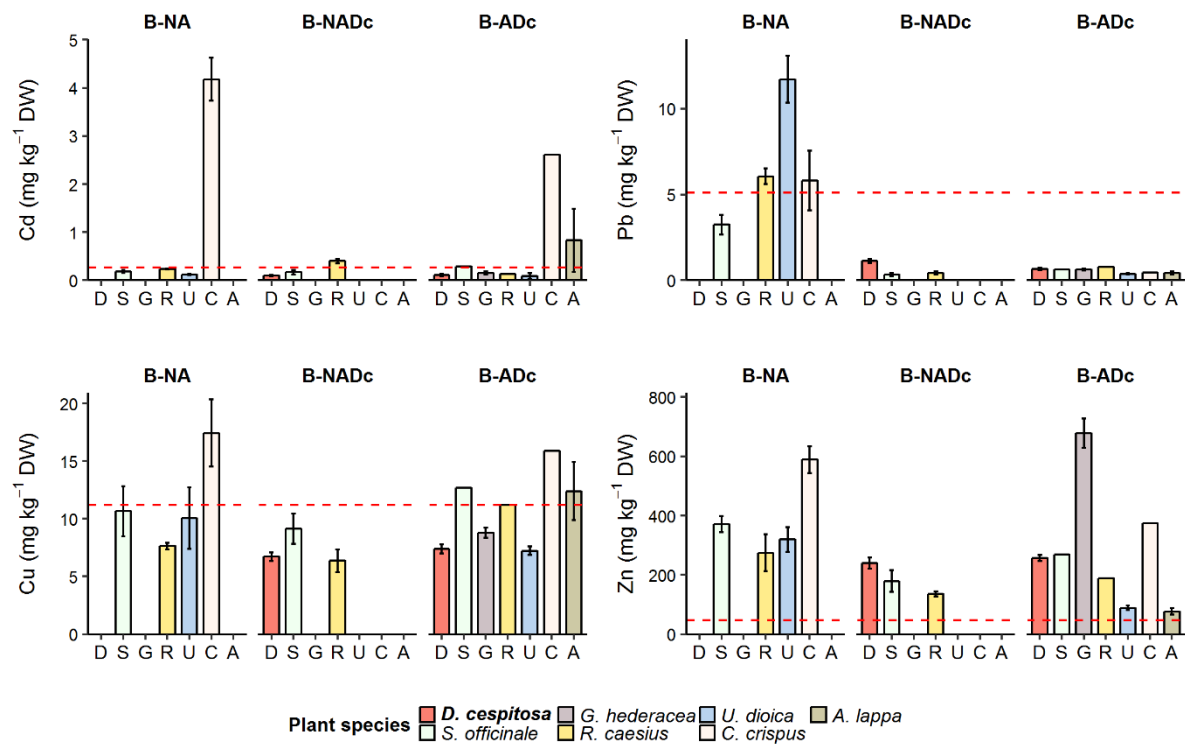 B-NA B-NADc B-ADc
5
4
3
2
1
0
Cd (mg kg⁻¹ DW)
D S G R U C A D S G R U C A D S G R U C A
B-NA B-NADc B-ADc
10
5
0
Pb (mg kg⁻¹ DW)
D S G R U C A D S G R U C A D S G R U C A
B-NA B-NADc B-ADc
20
15
10
5
0
Cu (mg kg⁻¹ DW)
D S G R U C A D S G R U C A D S G R U C A
B-NA B-NADc B-ADc
800
600
400
200
0
Zn (mg kg⁻¹ DW)
D S G R U C A D S G R U C A D S G R U C A
Plant species
D. cespitosa G. hederacea U. dioica A. lappa
S. officinale R. caesius C. crispus